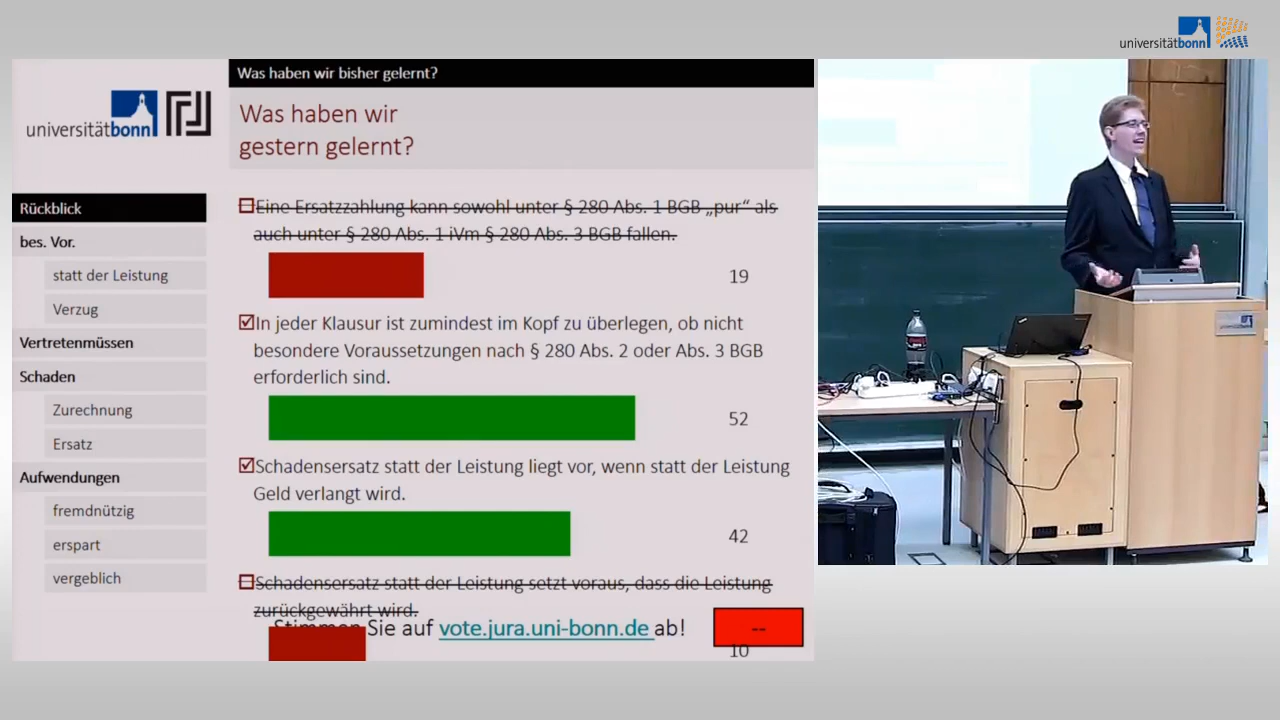 universitätbonn
Was haben wir bisher gelernt?
universitätbonn
Was haben wir
gestern gelernt?
Rückblick
bes. Vor.
statt der Leistung
Verzug
Vertretenmüssen
Schaden
Zurechnung
Ersatz
Aufwendungen
fremdnützig
erspart
vergeblich
Eine Ersatzzahlung kann sowohl unter § 280 Abs. 1 BGB „pur“ als
auch unter § 280 Abs. 1 iVm § 280 Abs. 3 BGB fallen.
19
In jeder Klausur ist zumindest im Kopf zu überlegen, ob nicht
besondere Voraussetzungen nach § 280 Abs. 2 oder Abs. 3 BGB
erforderlich sind.
52
Schadensersatz statt der Leistung liegt vor, wenn statt der Leistung
Geld verlangt wird.
42
Schadensersatz statt der Leistung setzt voraus, dass die Leistung
zurückgewährt wird.
Stimmen Sie auf vote.jura.uni-bonn.de ab!
--
10